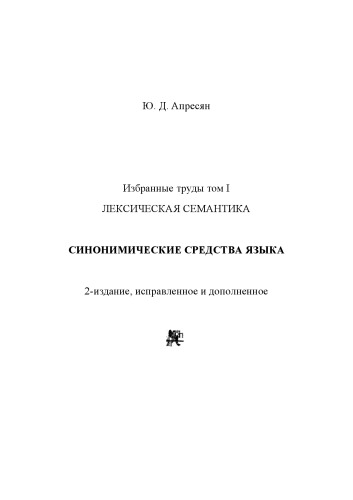 Ю. Д. Апресян
Избранные труды том I
ЛЕКСИЧЕСКАЯ СЕМАНТИКА
СИНОНИМИЧЕСКИЕ СРЕДСТВА ЯЗЫКА
2-издание, исправленное и дополненное